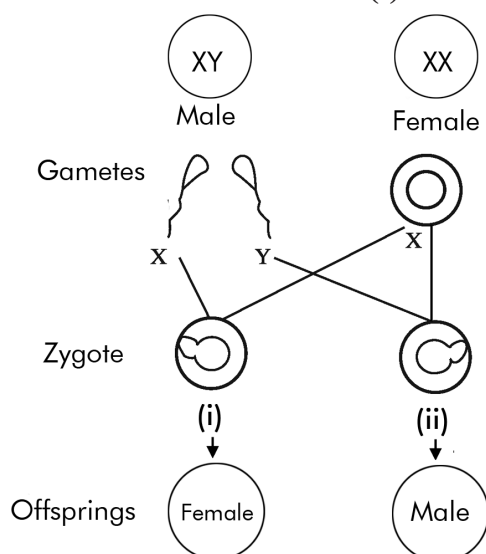 XY XX
Male Female
Gametes
X Y X
Zygote
(i) (ii)
Offsprings Female Male